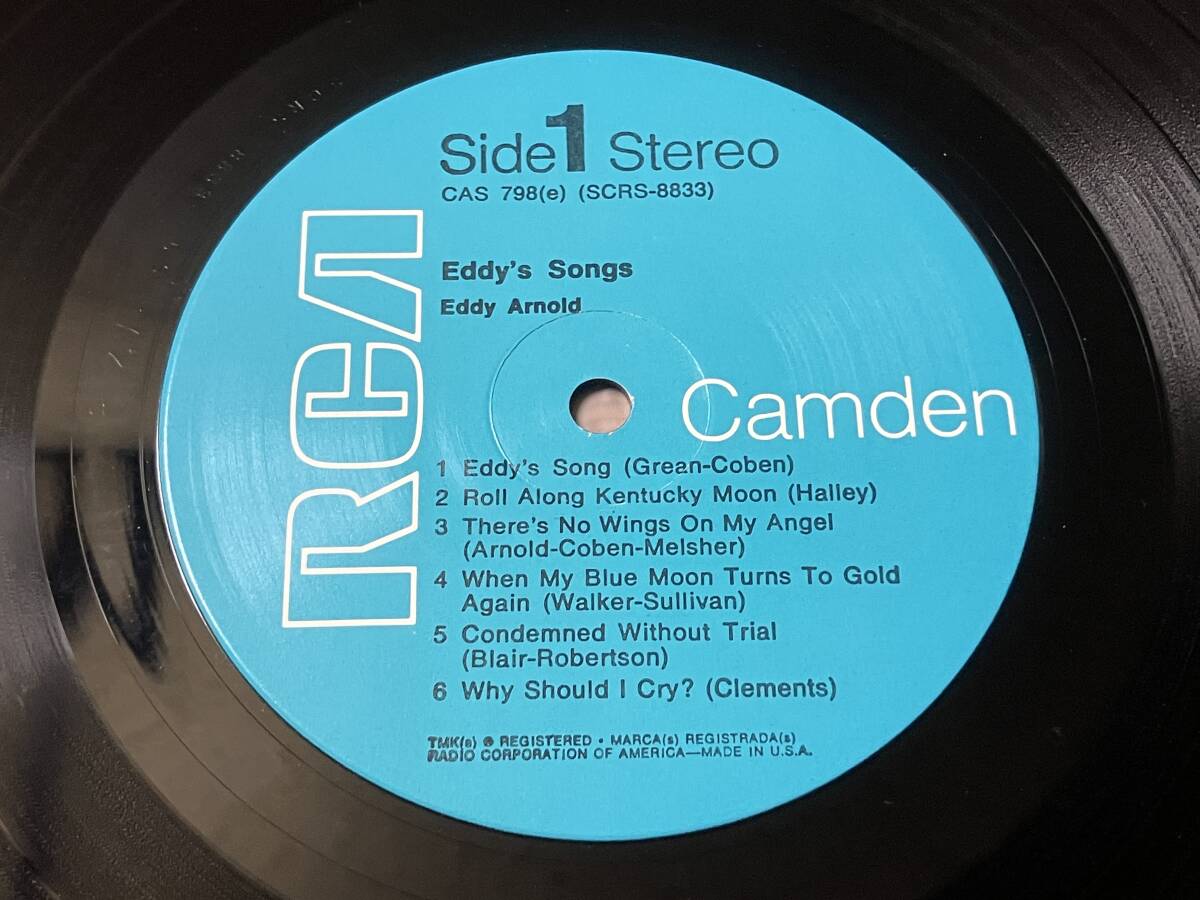 Side 1 Stereo
CAS 798(e) (SCRS-8833)
Eddy's Songs
Eddy Arnold
RCA
Camden
1 Eddy's Song (Grean-Coben)
2 Roll Along Kentucky Moon (Halley)
3 There's No Wings On My Angel
(Arnold-Coben-Melsher)
4 When My Blue Moon Turns To Gold
Again (Walker-Sullivan)
5 Condemned Without Trial
(Blair-Robertson)
6 Why Should I Cry? (Clements)
TMK(s) ® REGISTERED • MARCA(s) REGISTRADA(s)
RADIO CORPORATION OF AMERICA—MADE IN U.S.A.